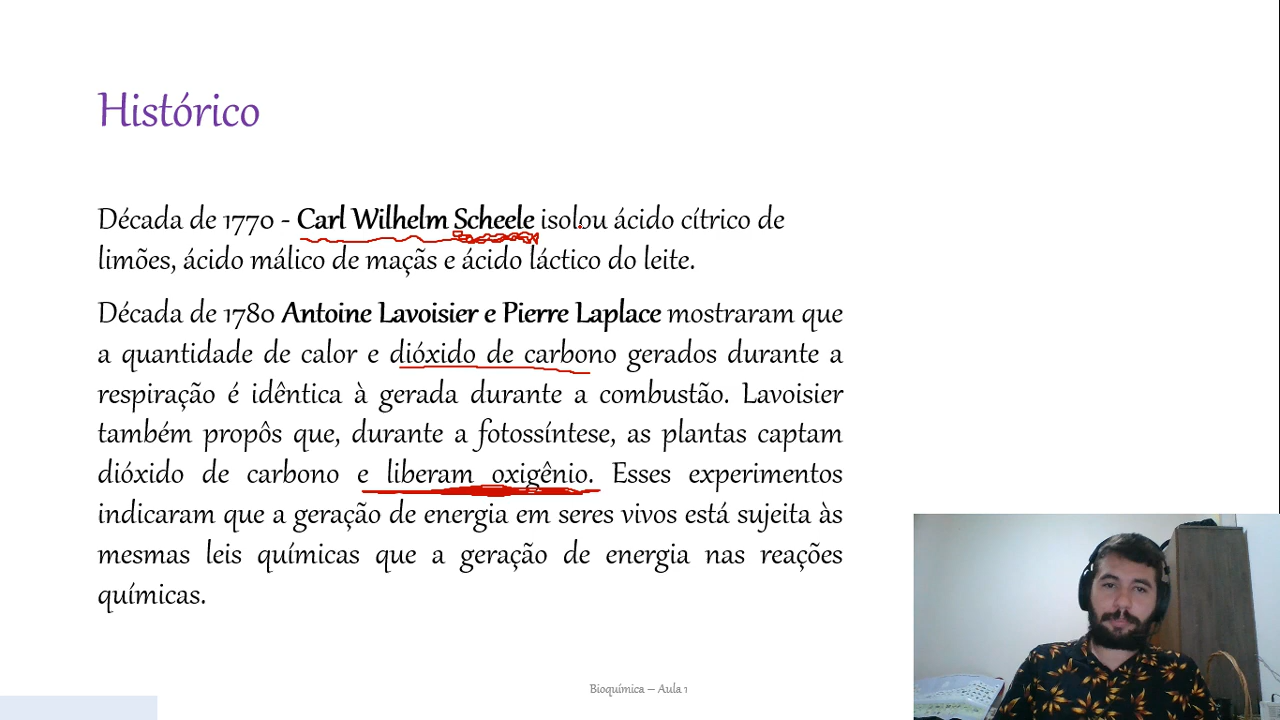 Histórico
Década de 1770 - Carl Wilhelm Scheele isolou ácido cítrico de
limões, ácido málico de maçãs e ácido láctico do leite.
Década de 1780 Antoine Lavoisier e Pierre Laplace mostraram que
a quantidade de calor e dióxido de carbono gerados durante a
respiração é idêntica à gerada durante a combustão. Lavoisier
também propôs que, durante a fotossíntese, as plantas captam
dióxido de carbono e liberam oxigênio. Esses experimentos
indicaram que a geração de energia em seres vivos está sujeita às
mesmas leis químicas que a geração de energia nas reações
químicas.
Bioquímica – Aula 1